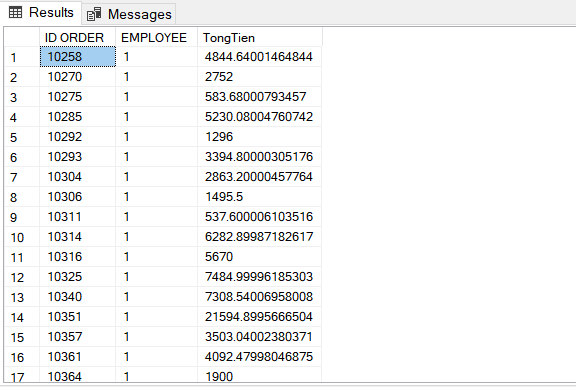 Results Messages
ID ORDER EMPLOYEE TongTien
1 10258 1 4844.64001464844
2 10270 1 2752
3 10275 1 583.68000793457
4 10285 1 5230.08004760742
5 10292 1 1296
6 10293 1 3394.80000305176
7 10304 1 2863.20000457764
8 10306 1 1495.5
9 10311 1 537.600006103516
10 10314 1 6282.89987182617
11 10316 1 5670
12 10325 1 7484.99996185303
13 10340 1 7308.54006958008
14 10351 1 21594.8995666504
15 10357 1 3503.04002380371
16 10361 1 4092.47998046875
17 10364 1 1900